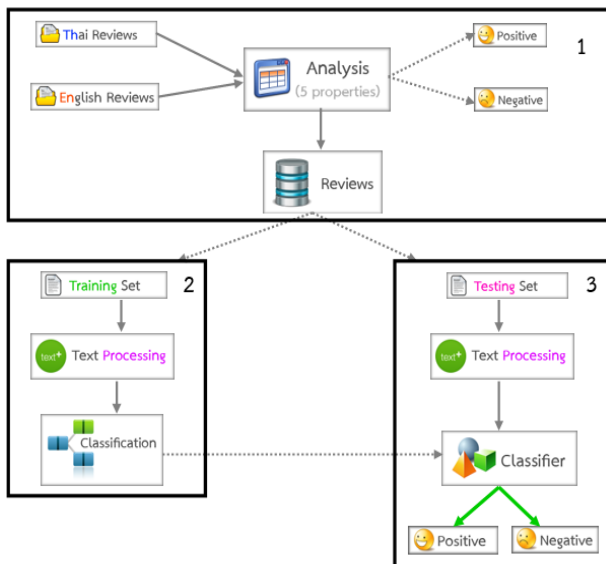 Thai Reviews
English Reviews
Analysis
(5 properties)
Positive
Negative
1
Reviews
2
Training Set
text+
Text Processing
Classification
3
Testing Set
text+
Text Processing
Classifier
Positive
Negative